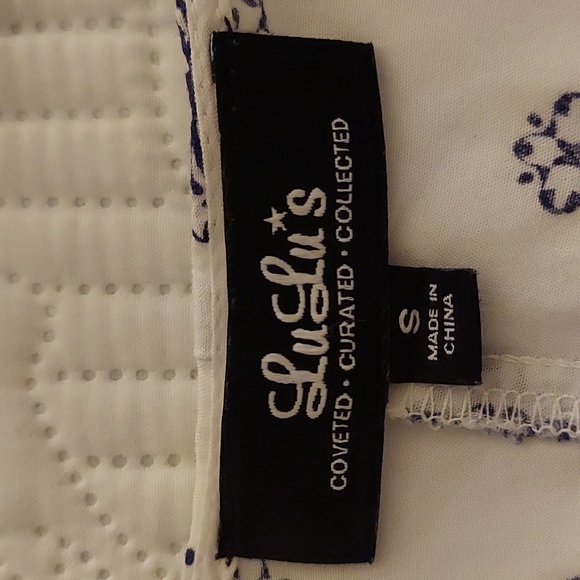 LuLu*s
COVETED • CURATED • COLLECTED
S
MADE IN
CHINA